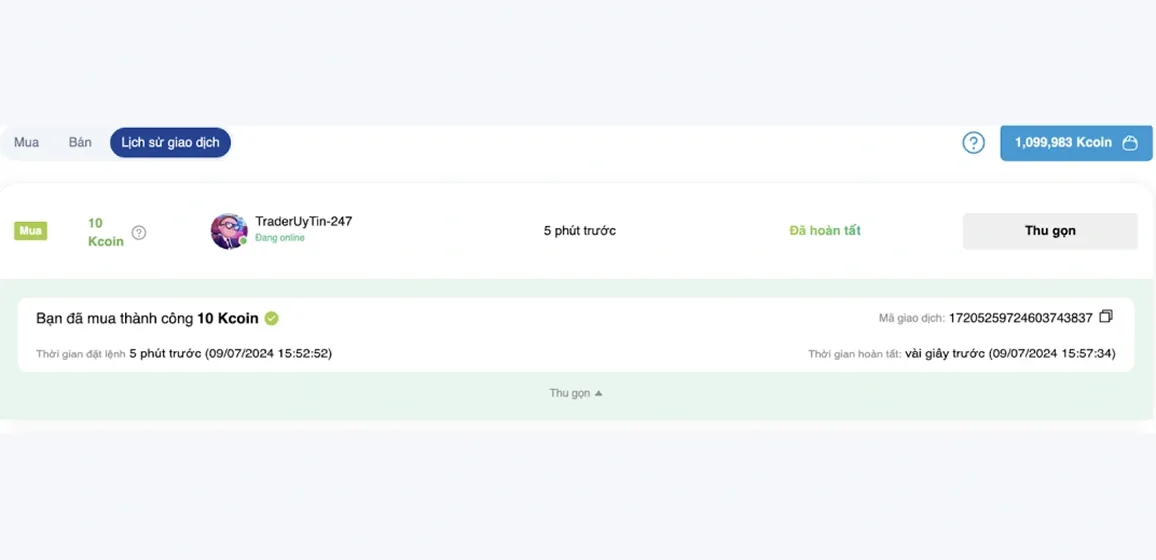 Mua Bán Lịch sử giao dịch 1,099,983 Kcoin
Mua 10 Kcoin TraderUyTin-247 5 phút trước Đã hoàn tất Thu gọn
Đang online
Bạn đã mua thành công 10 Kcoin Mã giao dịch: 17205259724603743837
Thời gian đặt lệnh 5 phút trước (09/07/2024 15:52:52) Thời gian hoàn tất: vài giây trước (09/07/2024 15:57:34)
Thu gọn